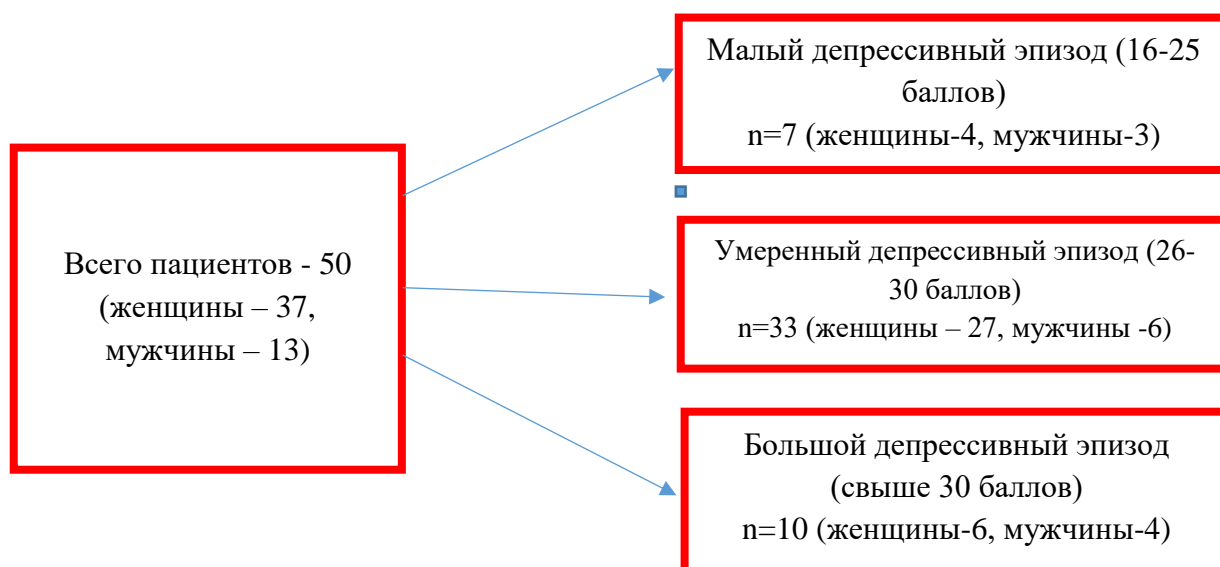 Всего пациентов - 50
(женщины – 37,
мужчины – 13)
Малый депрессивный эпизод (16-25
баллов)
n=7 (женщины-4, мужчины-3)
Умеренный депрессивный эпизод (26-
30 баллов)
n=33 (женщины – 27, мужчины -6)
Большой депрессивный эпизод
(свыше 30 баллов)
n=10 (женщины-6, мужчины-4)